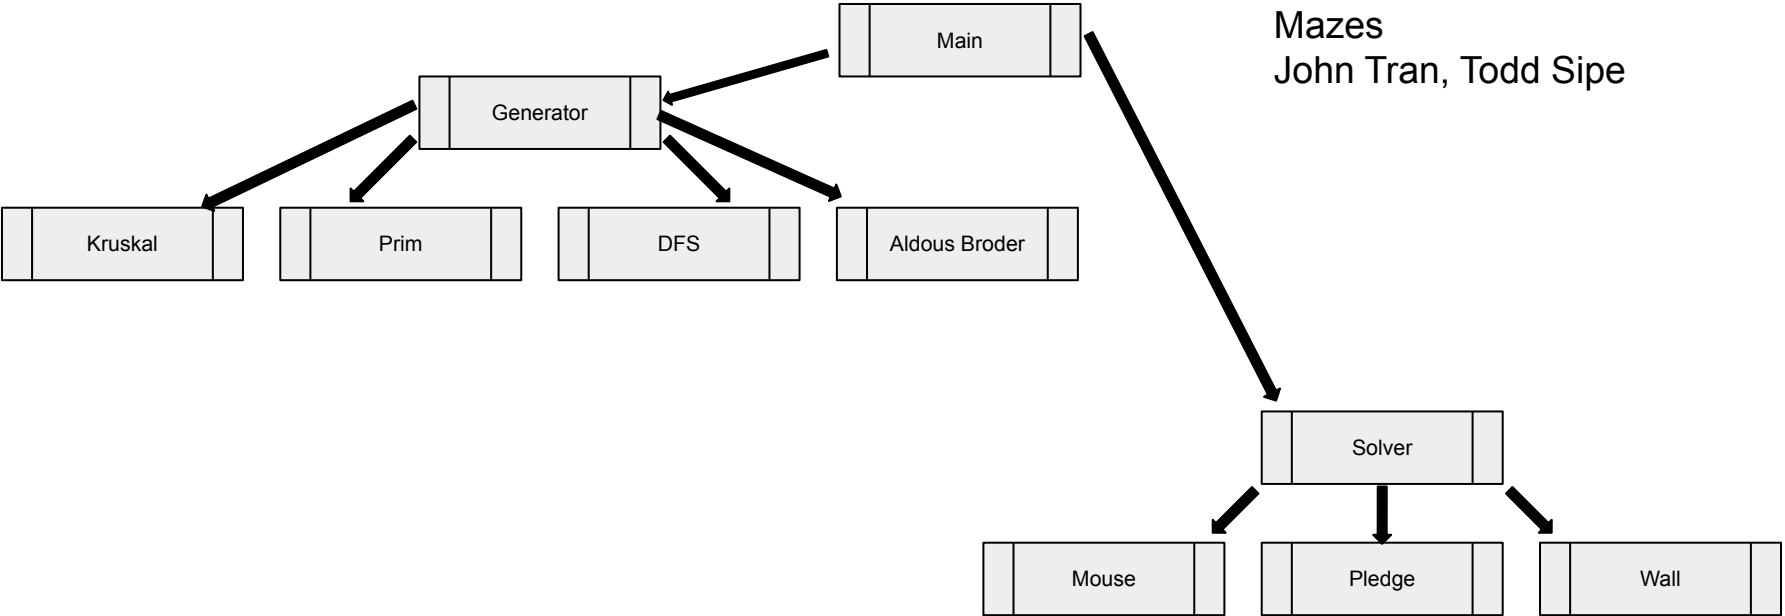 Mazes
John Tran, Todd Sipe
Main
Generator
Kruskal
Prim
DFS
Aldous Broder
Solver
Mouse
Pledge
Wall